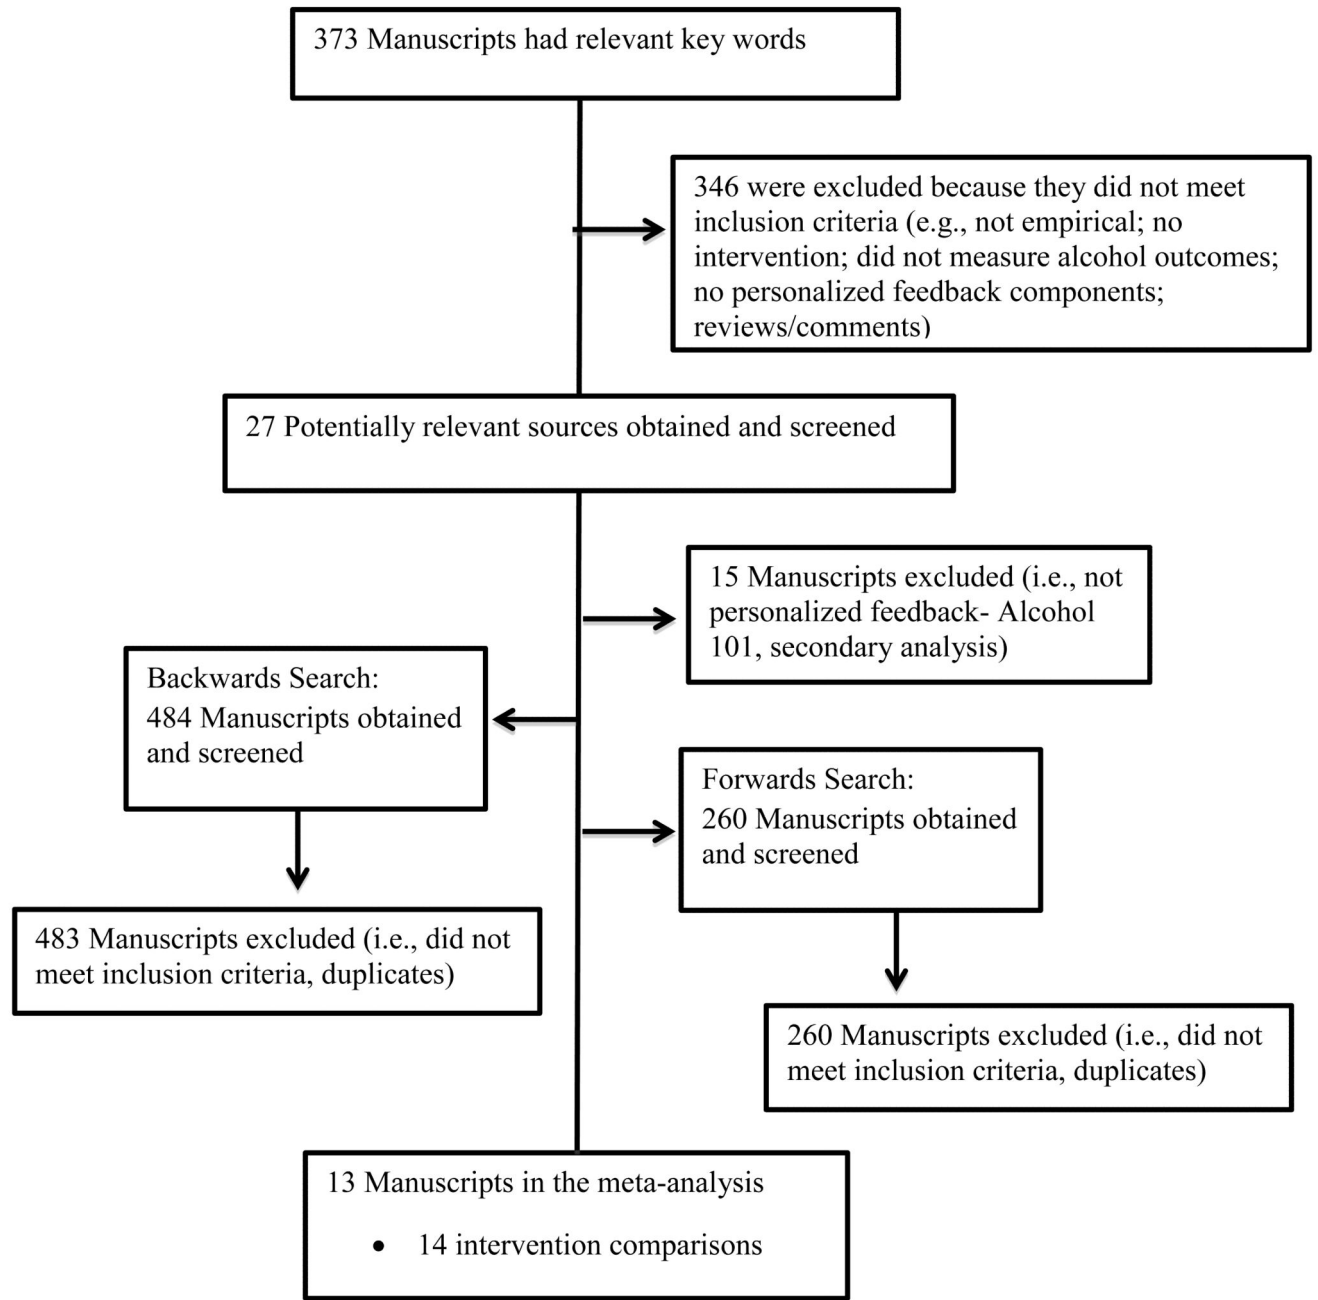 373 Manuscripts had relevant key words
346 were excluded because they did not meet
inclusion criteria (e.g., not empirical; no
intervention; did not measure alcohol outcomes;
no personalized feedback components;
reviews/comments)
27 Potentially relevant sources obtained and screened
15 Manuscripts excluded (i.e., not
personalized feedback- Alcohol
101, secondary analysis)
Backwards Search:
484 Manuscripts obtained
and screened
Forwards Search:
260 Manuscripts obtained
and screened
483 Manuscripts excluded (i.e., did not
meet inclusion criteria, duplicates)
260 Manuscripts excluded (i.e., did not
meet inclusion criteria, duplicates)
13 Manuscripts in the meta-analysis
• 14 intervention comparisons